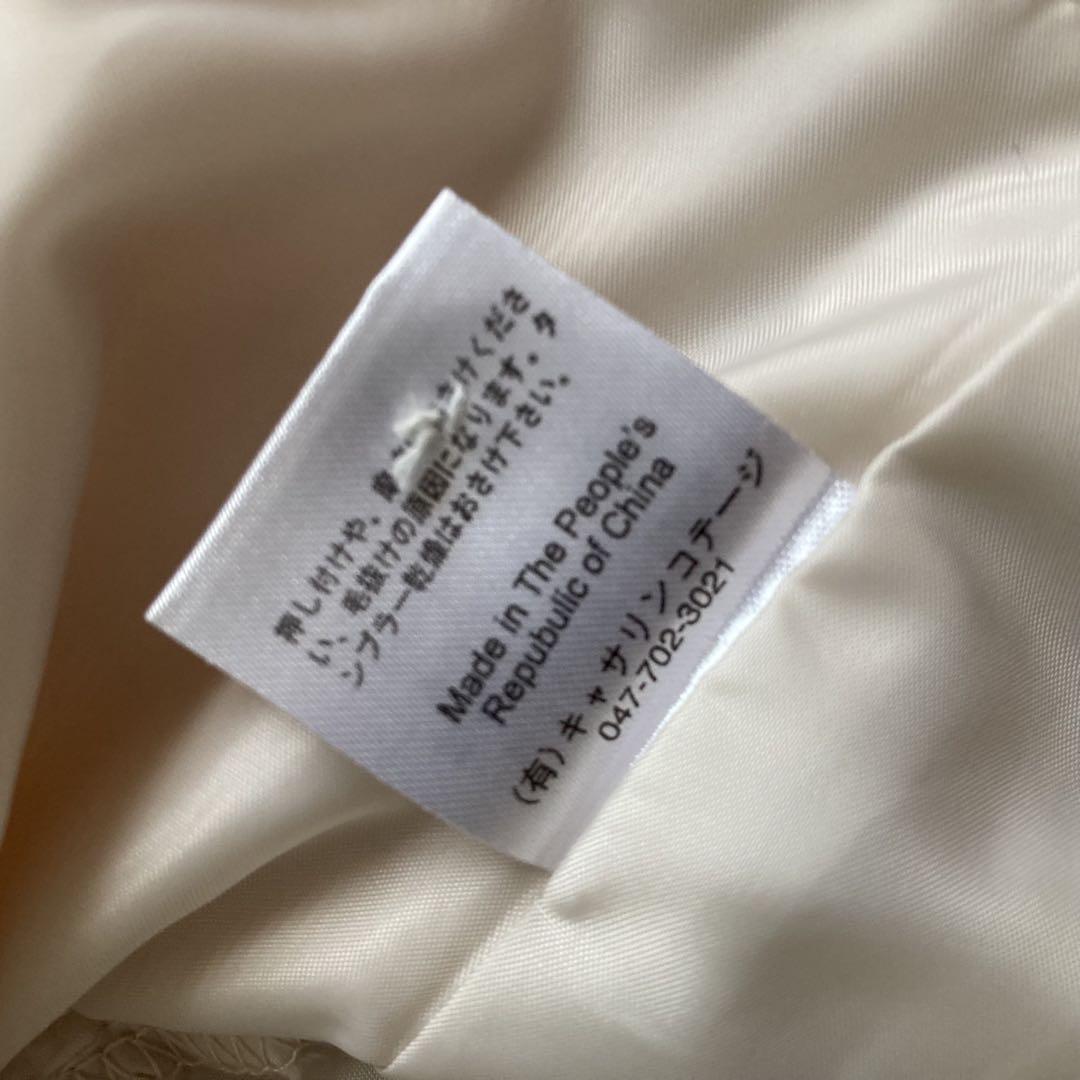 押し付けや、 さけくださ
い、毛抜けの原因になります。タ
ンブラー乾燥はおさけ下さい。
Made in The People's
Repubulic of China
(有)キャサリンコテージ
047-702-3021